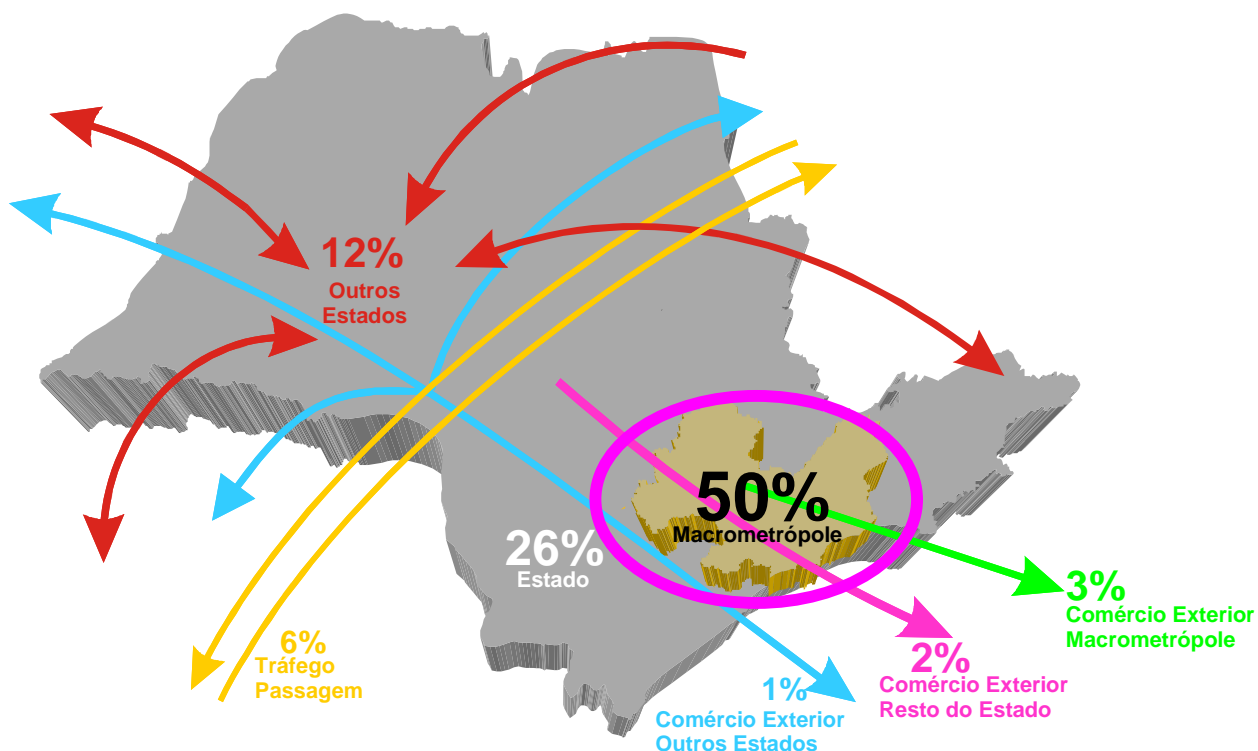 12%
Outros
Estados
50%
Macrometrópole
26%
Estado
3%
Comércio Exterior
Macrometrópole
6%
Tráfego
Passagem
2%
Comércio Exterior
Resto do Estado
1%
Comércio Exterior
Outros Estados